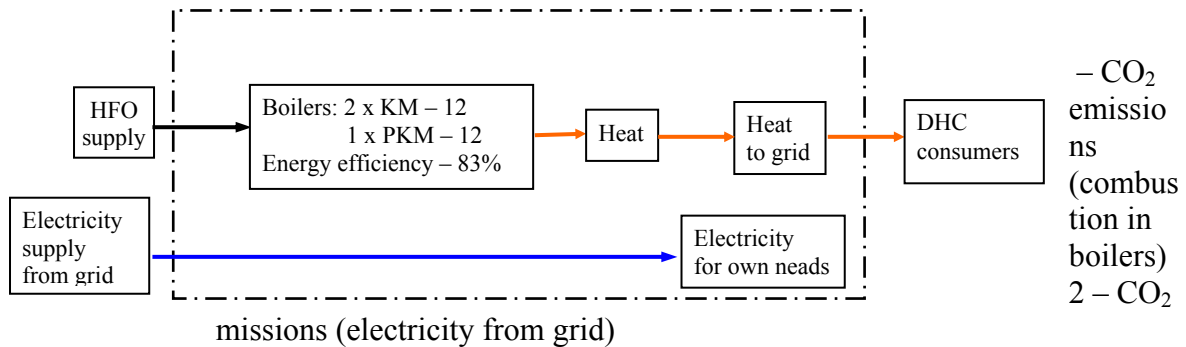 HFO
supply
Boilers: 2 x KM – 12
1 x PKM – 12
Energy efficiency – 83%
Heat
Heat
to grid
DHC
consumers
Electricity
supply
from grid
Electricity
for own neads
– CO2
emissio
ns
(combus
tion in
boilers)
2 – CO2
missions (electricity from grid)